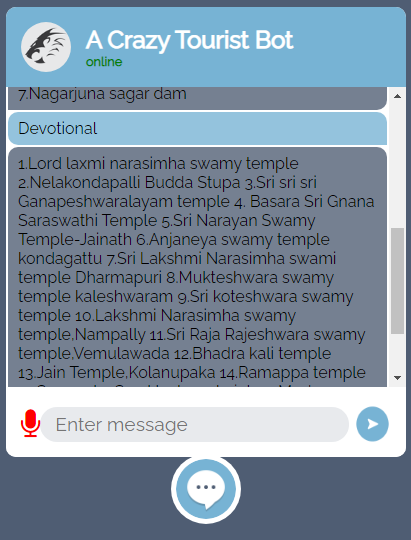 A Crazy Tourist Bot
online
7.Nagarjuna sagar dam
Devotional
1.Lord laxmi narasimha swamy temple
2.Nelakondapalli Budda Stupa 3.Sri sri sri
Ganapeshwaralayam temple 4. Basara Sri Gnana
Saraswathi Temple 5.Sri Narayan Swamy
Temple-Jainath 6.Anjaneya swamy temple
kondagattu 7.Sri Lakshmi Narasimha swami
temple Dharmapuri 8.Mukteshwara swamy
temple kaleshwaram 9.Sri koteshwara swamy
temple 10.Lakshmi Narasimha swamy
temple,Nampally 11.Sri Raja Rajeshwara swamy
temple,Vemulawada 12.Bhadra kali temple
13.Jain Temple,Kolanupaka 14.Ramappa temple
Enter message